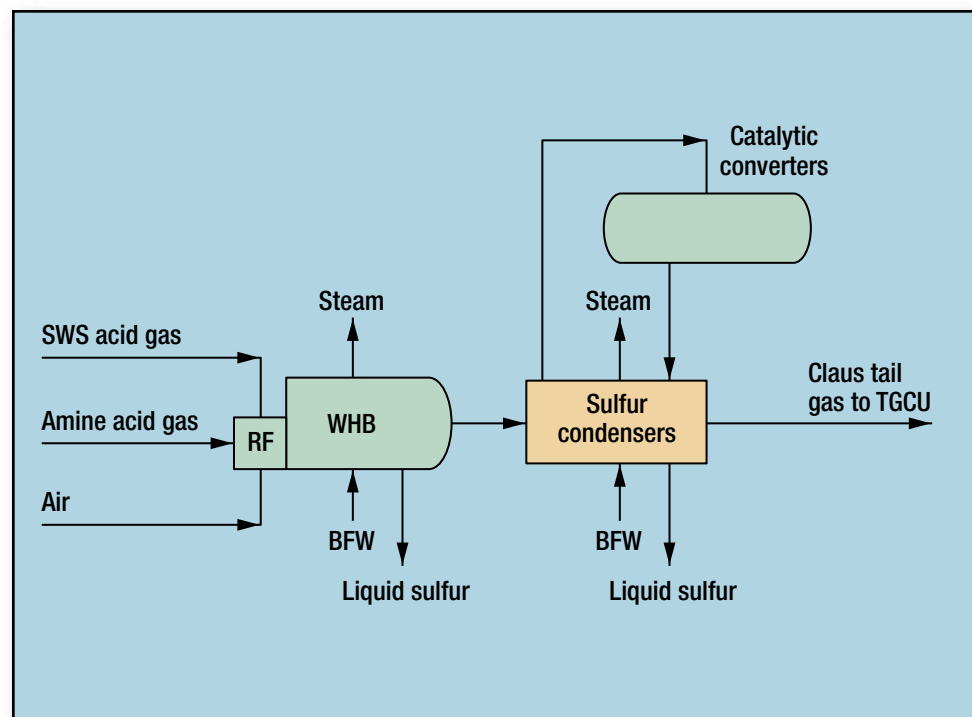 Catalytic
converters
Steam
Steam
SWS acid gas
Claus tail
gas to TGCU
Sulfur
condensers
Amine acid gas
RF
WHB
Air
BFW
BFW
Liquid sulfur
Liquid sulfur